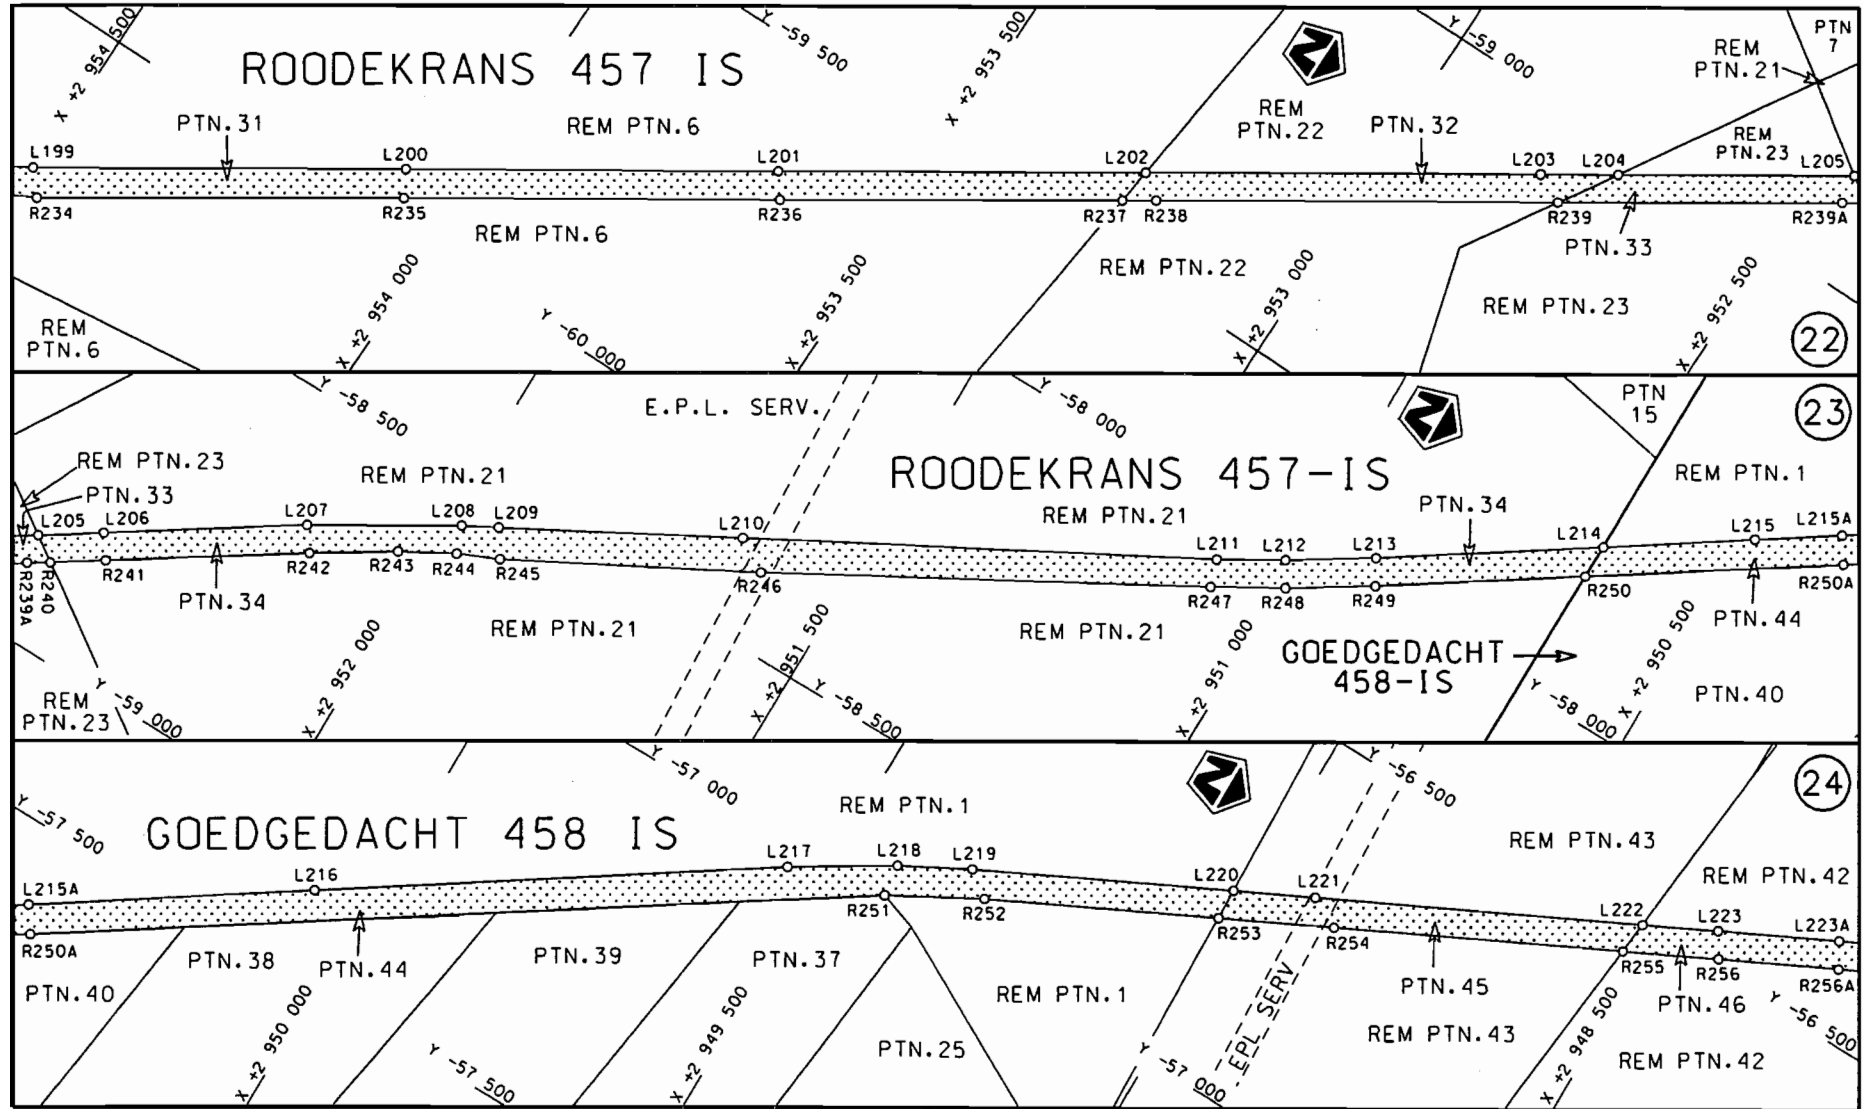 X +2 954 500
Y -59 500
X +2 953 500
Y -59 000
PTN
7
ROODEKRANS 457 IS
REM
PTN.21
REM
PTN.22
PTN.31
REM PTN.6
PTN.32
REM
PTN.23
L199
L200
L201
L202
L203
L204
L205
R234
R235
R236
R237
R238
R239
R239A
REM PTN.6
PTN.33
REM PTN.22
REM PTN.23
X +2 954 000
Y -60 000
X +2 953 500
X +2 953 000
X +2 952 500
REM
PTN.6
22
Y -58 500
E.P.L. SERV.
Y -58 000
PTN
15
23
REM PTN.23
PTN.33
REM PTN.21
ROODEKRANS 457-IS
REM PTN.21
PTN.34
REM PTN.1
L205
L206
L207
L208
L209
L210
L211
L212
L213
L214
L215
L215A
R239A
R240
R241
R242
R243
R244
R245
R246
R247
R248
R249
R250
R250A
PTN.34
REM PTN.21
REM PTN.21
PTN.44
GOEDGEDACHT
458-IS
PTN.40
REM
PTN.23
Y -59 000
X +2 952 000
X +2 951 500
Y -58 500
X +2 951 000
Y -58 000
X +2 950 500
Y -57 500
Y -57 000
REM PTN.1
Y -56 500
24
GOEDGEDACHT 458 IS
REM PTN.43
REM PTN.42
L215A
L216
L217
L218
L219
L220
L221
L222
L223
L223A
R250A
R251
R252
R253
R254
R255
R256
R256A
PTN.40
PTN.38
PTN.44
PTN.39
PTN.37
REM PTN.1
PTN.25
EPL SERV
PTN.45
REM PTN.43
PTN.46
REM PTN.42
X +2 950 000
Y -57 500
X +2 949 500
Y -57 000
X +2 948 500
Y -56 500